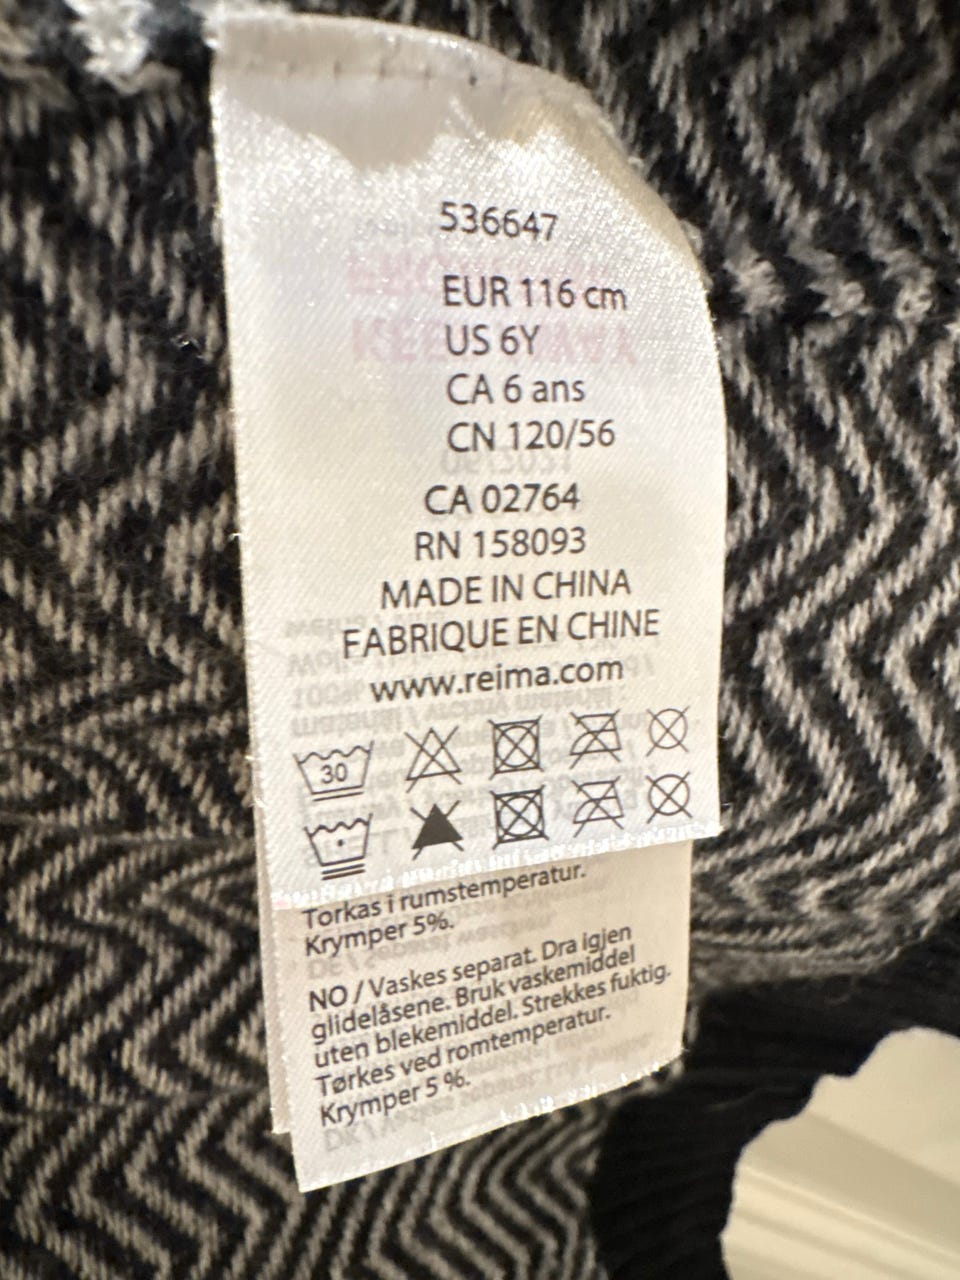 536647
EUR 116 cm
US 6Y
CA 6 ans
CN 120/56
CA 02764
RN 158093
MADE IN CHINA
FABRIQUE EN CHINE
www.reima.com
30
Torkas i rumstemperatur.
Krymper 5%.
NO / Vaskes separat. Dra igjen
glidelåsene. Bruk vaskemiddel
uten blekemiddel. Strekkes fuktig.
Tørkes ved romtemperatur.
Krymper 5 %.